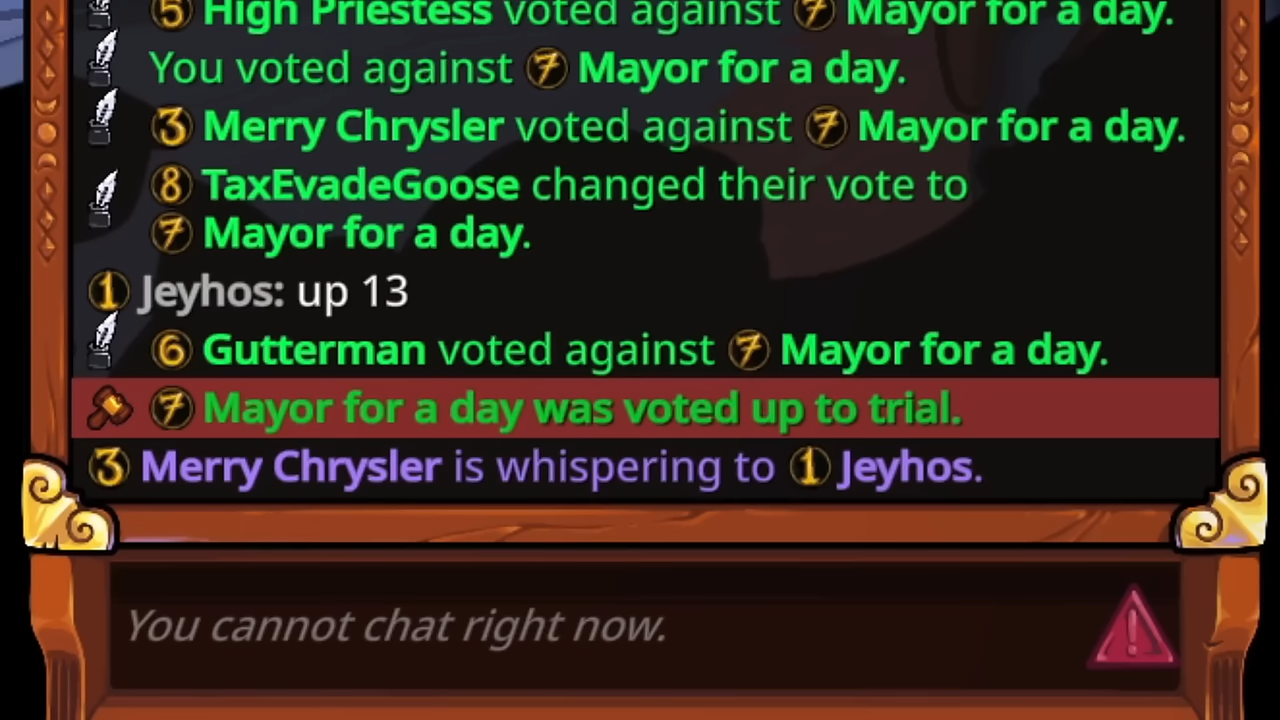 5 High Priestess voted against 7 Mayor for a day.
You voted against 7 Mayor for a day.
3 Merry Chrysler voted against 7 Mayor for a day.
8 TaxEvadeGoose changed their vote to
7 Mayor for a day.
1 Jeyhos: up 13
6 Gutterman voted against 7 Mayor for a day.
7 Mayor for a day was voted up to trial.
3 Merry Chrysler is whispering to 1 Jeyhos.
You cannot chat right now.